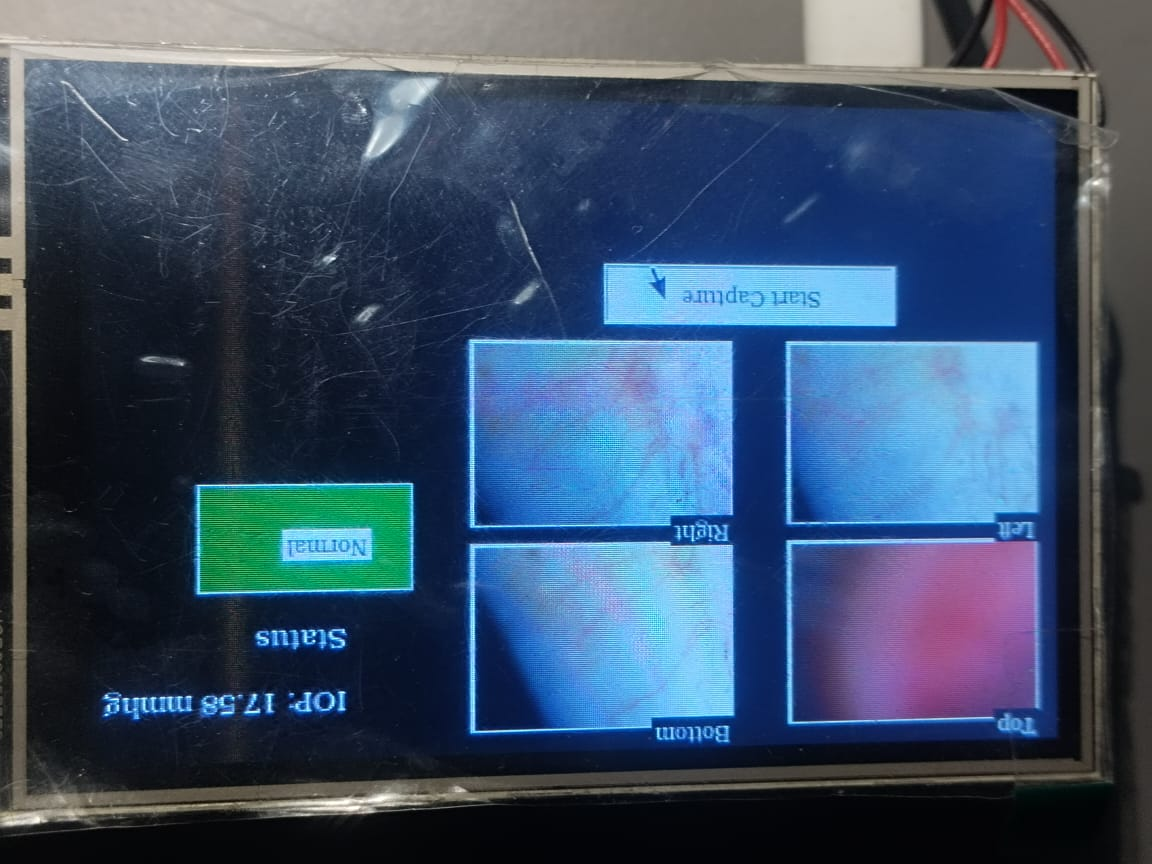 Top
Bottom
IOP: 17.58 mmhg
Status
Normal
Left
Right
Start Capture